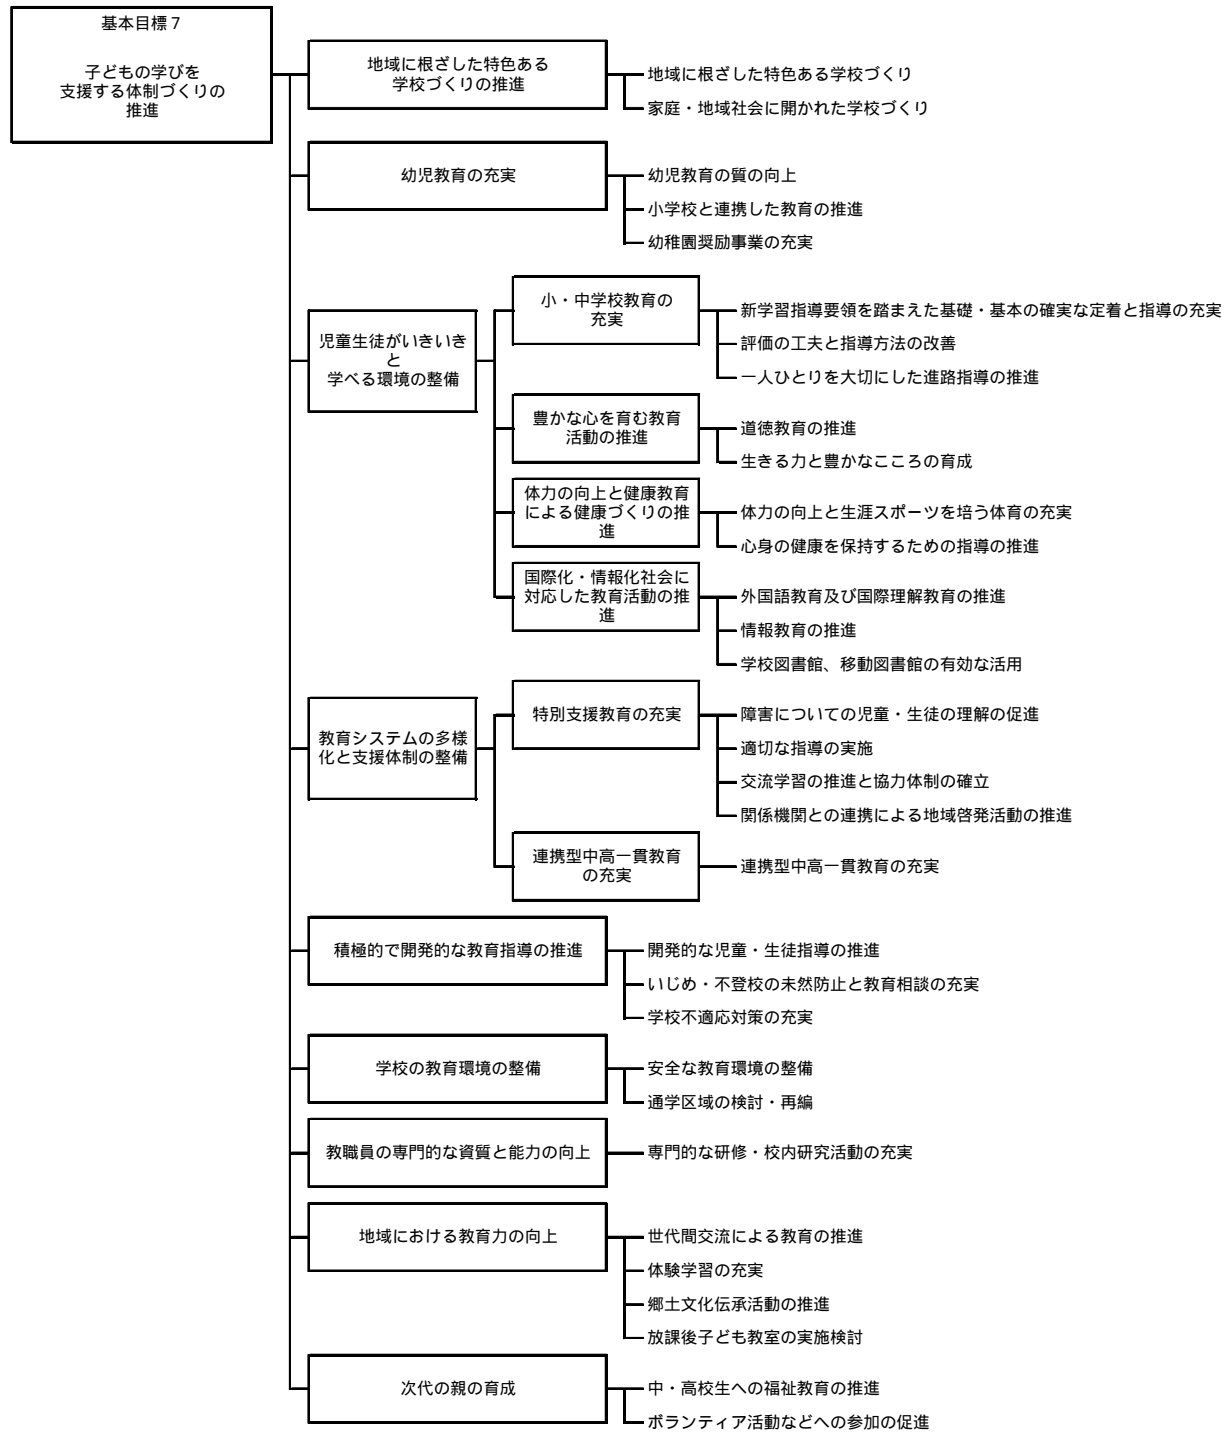 基本目標７
子どもの学びを
支援する体制づくりの
推進
地域に根ざした特色ある
学校づくりの推進
地域に根ざした特色ある学校づくり
家庭・地域社会に開かれた学校づくり
幼児教育の充実
幼児教育の質の向上
小学校と連携した教育の推進
幼稚園奨励事業の充実
児童生徒がいきいき
と
学べる環境の整備
小・中学校教育の
充実
新学習指導要領を踏まえた基礎・基本の確実な定着と指導の充実
評価の工夫と指導方法の改善
一人ひとりを大切にした進路指導の推進
豊かな心を育む教育
活動の推進
道徳教育の推進
生きる力と豊かなこころの育成
体力の向上と健康教育
による健康づくりの推
進
体力の向上と生涯スポーツを培う体育の充実
心身の健康を保持するための指導の推進
国際化・情報化社会に
対応した教育活動の推
進
外国語教育及び国際理解教育の推進
情報教育の推進
学校図書館、移動図書館の有効な活用
教育システムの多様
化と支援体制の整備
特別支援教育の充実
障害についての児童・生徒の理解の促進
適切な指導の実施
交流学習の推進と協力体制の確立
関係機関との連携による地域啓発活動の推進
連携型中高一貫教育
の充実
連携型中高一貫教育の充実
積極的で開発的な教育指導の推進
開発的な児童・生徒指導の推進
いじめ・不登校の未然防止と教育相談の充実
学校不適応対策の充実
学校の教育環境の整備
安全な教育環境の整備
通学区域の検討・再編
教職員の専門的な資質と能力の向上
専門的な研修・校内研究活動の充実
地域における教育力の向上
世代間交流による教育の推進
体験学習の充実
郷土文化伝承活動の推進
放課後子ども教室の実施検討
次代の親の育成
中・高校生への福祉教育の推進
ボランティア活動などへの参加の促進